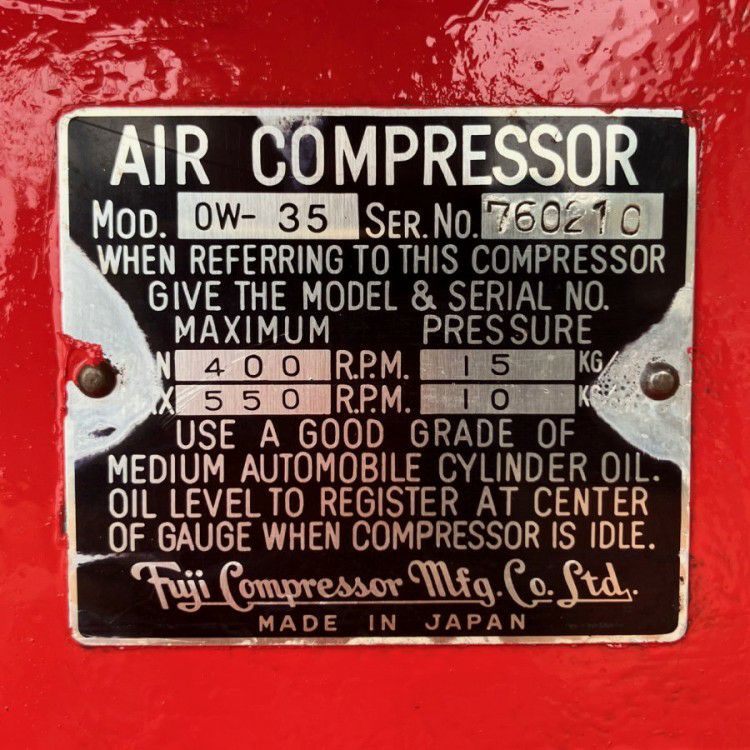 AIR COMPRESSOR
MOD. OW- 35 SER. NO. 760210
WHEN REFERRING TO THIS COMPRESSOR
GIVE THE MODEL & SERIAL NO.
MAXIMUM PRESSURE
400 R.P.M. 15
550 R.P.M. 10
USE A GOOD GRADE OF
MEDIUM AUTOMOBILE CYLINDER OIL.
OIL LEVEL TO REGISTER AT CENTER
OF GAUGE WHEN COMPRESSOR IS IDLE.
Fuji Compressor Mfg. Co. Ltd.
MADE IN JAPAN